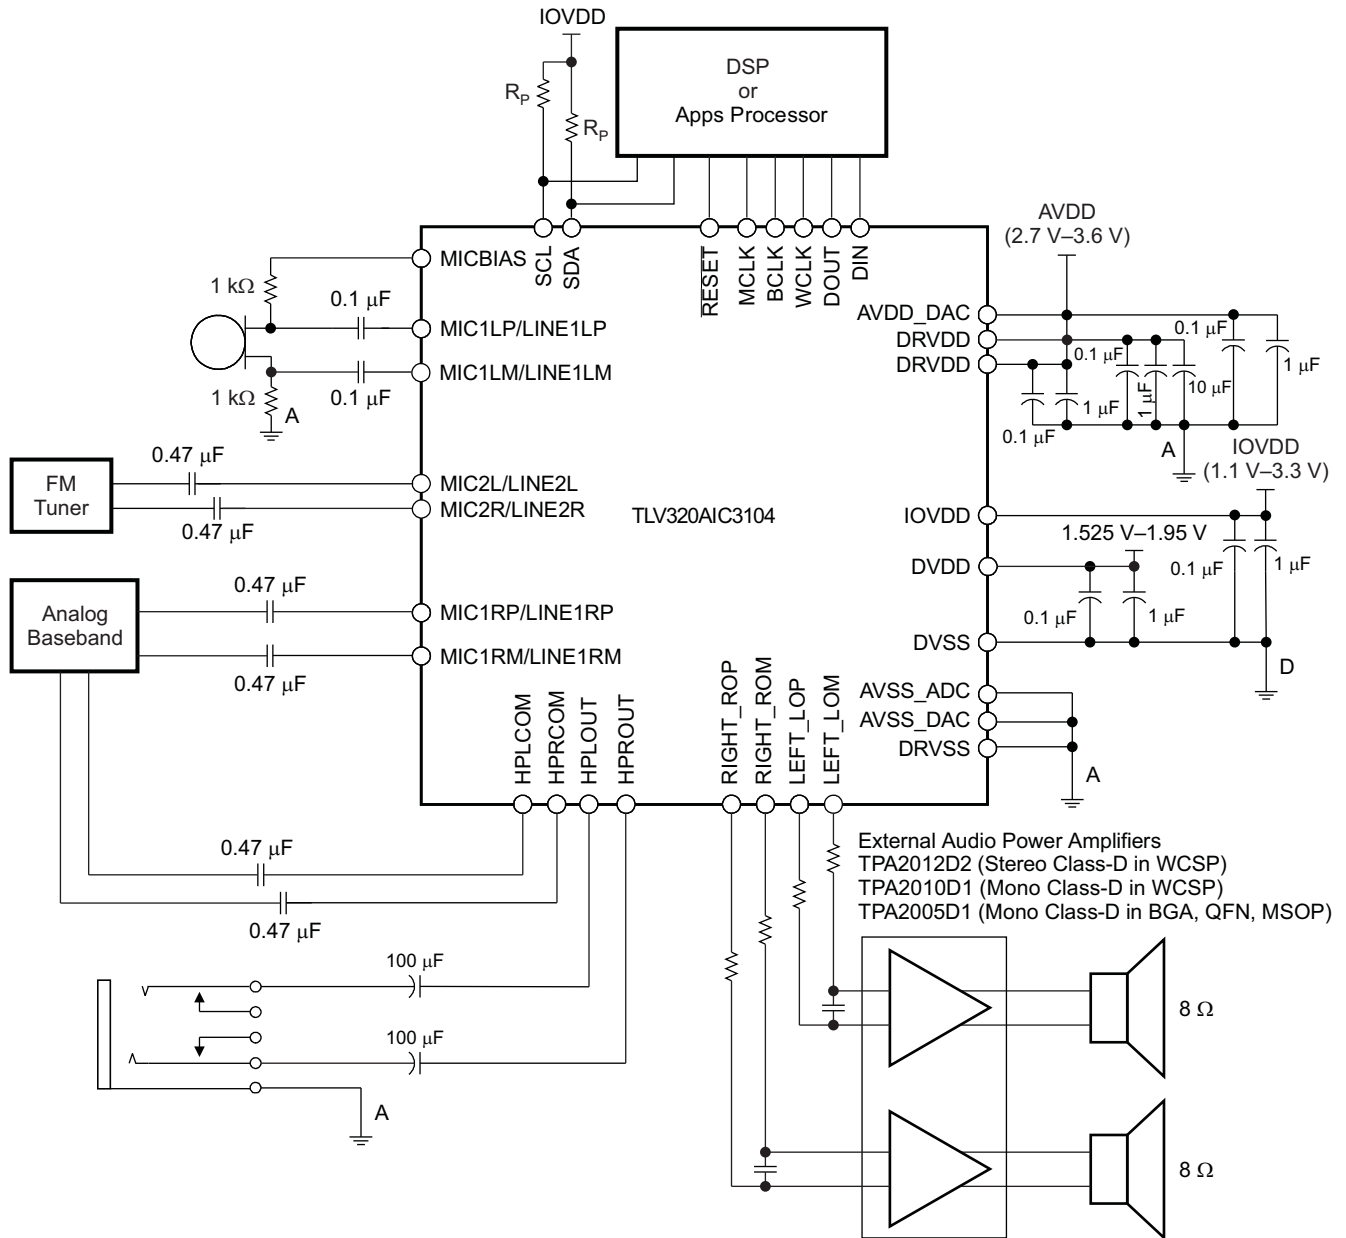 IOVDD
R_P
R_P
DSP
or
Apps Processor
SCL
SDA
RESET
MCLK
BCLK
WCLK
DOUT
DIN
AVDD
(2.7 V–3.6 V)
MICBIAS
1 kΩ
0.1 μF
MIC1LP/LINE1LP
MIC1LM/LINE1LM
1 kΩ
0.1 μF
A
AVDD_DAC
DRVDD
DRVDD
0.1 μF
1 μF
0.1 μF
1 μF
10 μF
0.1 μF
1 μF
A
0.47 μF
FM
Tuner
0.47 μF
MIC2L/LINE2L
MIC2R/LINE2R
TLV320AIC3104
IOVDD
(1.1 V–3.3 V)
IOVDD
1.525 V–1.95 V
DVDD
0.1 μF
1 μF
0.1 μF
1 μF
DVSS
D
Analog
Baseband
0.47 μF
0.47 μF
MIC1RP/LINE1RP
MIC1RM/LINE1RM
AVSS_ADC
AVSS_DAC
DRVSS
A
HPLCOM
HPRCOM
HPLOUT
HPROUT
RIGHT_ROP
RIGHT_ROM
LEFT_LOP
LEFT_LOM
0.47 μF
0.47 μF
External Audio Power Amplifiers
TPA2012D2 (Stereo Class-D in WCSP)
TPA2010D1 (Mono Class-D in WCSP)
TPA2005D1 (Mono Class-D in BGA, QFN, MSOP)
100 μF
100 μF
A
8 Ω
8 Ω